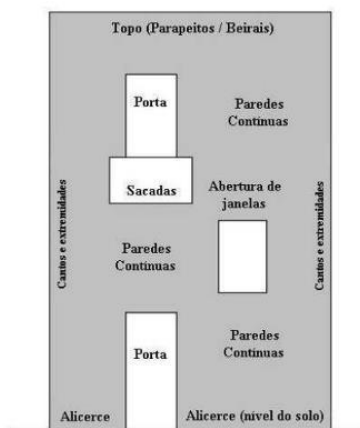 Topo (Parapeitos / Beirais)
Porta
Paredes
Contínuas
Cantos e extremidades
Sacadas
Abertura de
janelas
Cantos e extremidades
Paredes
Contínuas
Porta
Paredes
Contínuas
Alicerce
Alicerce (nível do solo)